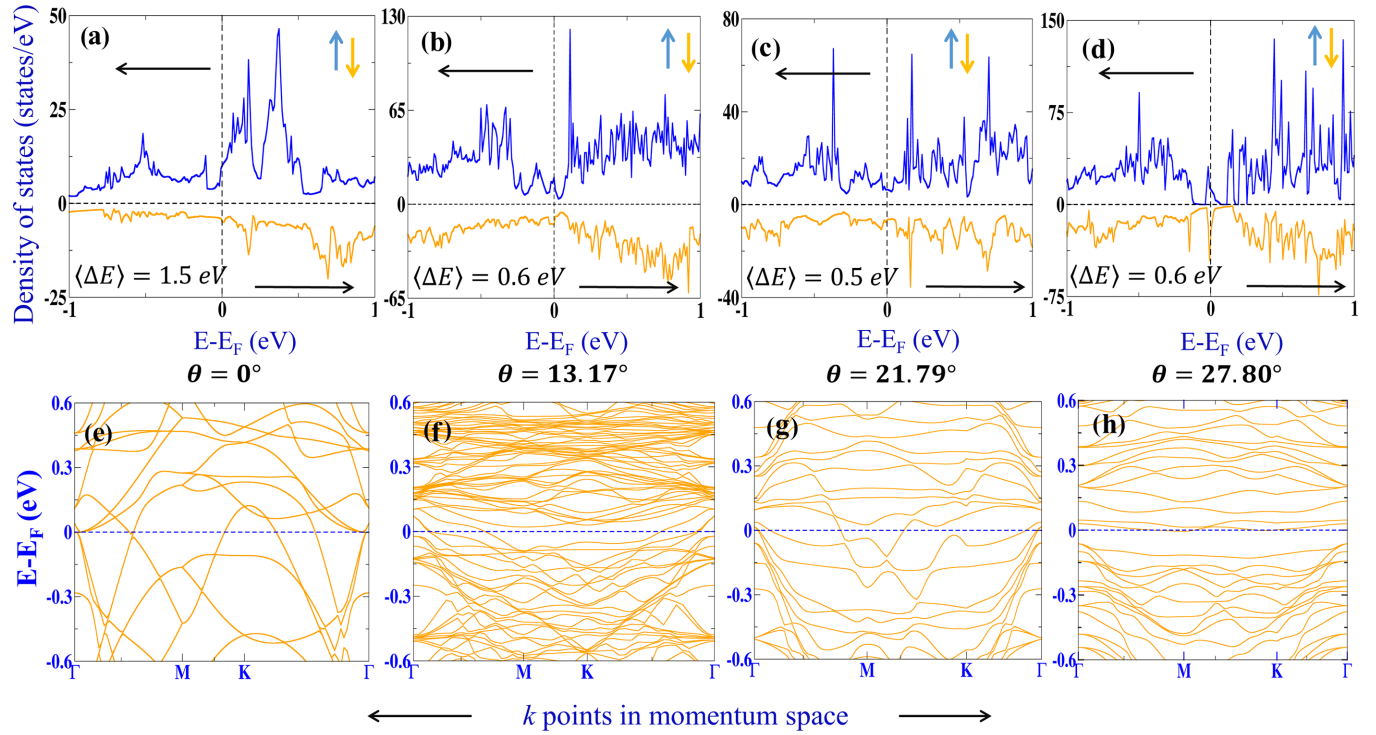 Density of states (states/eV)
(a)
50
25
0
-25
⟨ΔE⟩ = 1.5 eV
-1 0 1
E-E_F (eV)
θ = 0°
(b)
130
65
0
-65
⟨ΔE⟩ = 0.6 eV
-1 0 1
E-E_F (eV)
θ = 13.17°
(c)
80
40
0
-40
⟨ΔE⟩ = 0.5 eV
-1 0 1
E-E_F (eV)
θ = 21.79°
(d)
150
75
0
-75
⟨ΔE⟩ = 0.6 eV
-1 0 1
E-E_F (eV)
θ = 27.80°
E-E_F (eV)
(e)
0.6
0.3
0
-0.3
-0.6
Γ M K Γ
(f)
0.6
0.3
0
-0.3
-0.6
Γ M K Γ
(g)
0.6
0.3
0
-0.3
-0.6
Γ M K Γ
(h)
0.6
0.3
0
-0.3
-0.6
Γ M K Γ
k points in momentum space